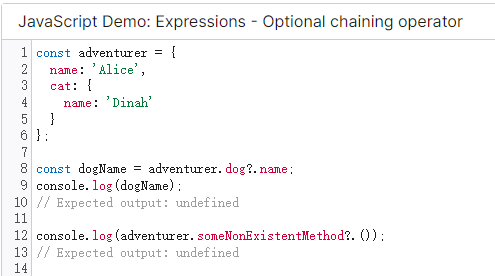 JavaScript Demo: Expressions - Optional chaining operator
1 const adventurer = {
2   name: 'Alice',
3   cat: {
4     name: 'Dinah'
5   }
6 };
7
8 const dogName = adventurer.dog?.name;
9 console.log(dogName);
10 // Expected output: undefined
11
12 console.log(adventurer.someNonExistentMethod?.());
13 // Expected output: undefined
14